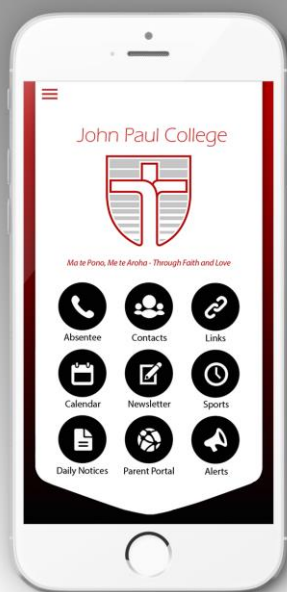 John Paul College
Ma te Pono, Me te Aroha - Through Faith and Love
Absentee Contacts Links
Calendar Newsletter Sports
Daily Notices Parent Portal Alerts